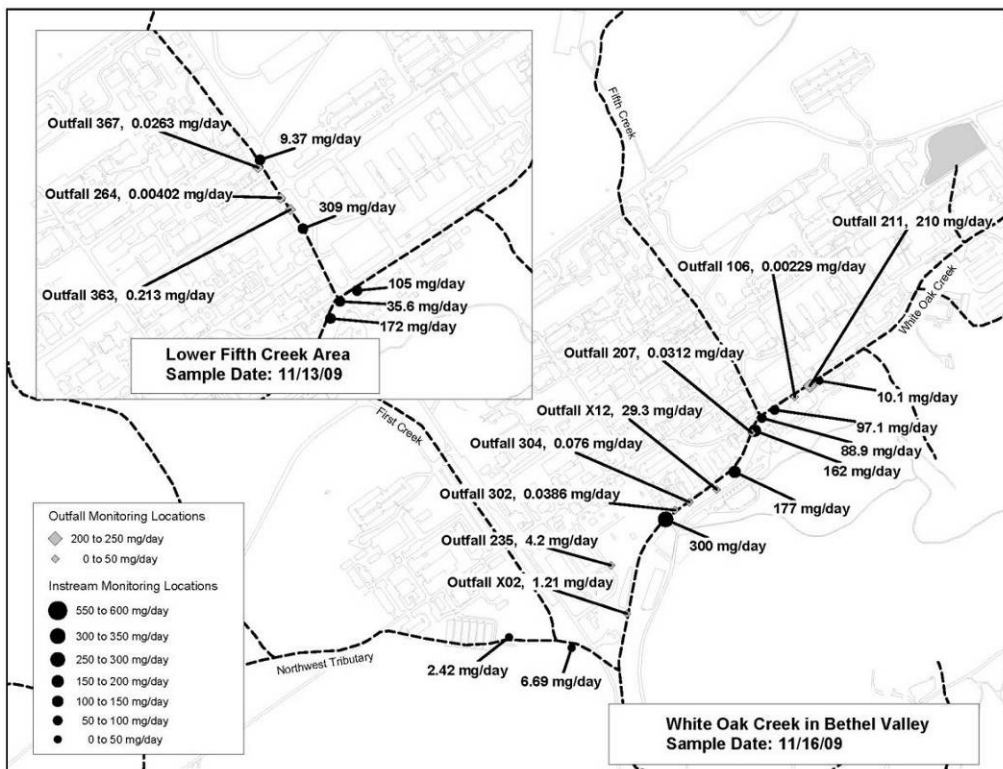 Outfall 367, 0.0263 mg/day
9.37 mg/day
Outfall 264, 0.00402 mg/day
309 mg/day
Outfall 363, 0.213 mg/day
105 mg/day
35.6 mg/day
172 mg/day
Lower Fifth Creek Area
Sample Date: 11/13/09
Fifth Creek
Outfall 211, 210 mg/day
Outfall 106, 0.00229 mg/day
White Oak Creek
Outfall 207, 0.0312 mg/day
10.1 mg/day
Outfall X12, 29.3 mg/day
97.1 mg/day
88.9 mg/day
First Creek
Outfall 304, 0.076 mg/day
162 mg/day
Outfall 302, 0.0386 mg/day
177 mg/day
Outfall 235, 4.2 mg/day
300 mg/day
Outfall X02, 1.21 mg/day
Northwest Tributary
2.42 mg/day
6.69 mg/day
Outfall Monitoring Locations
200 to 250 mg/day
0 to 50 mg/day
Instream Monitoring Locations
550 to 600 mg/day
300 to 350 mg/day
250 to 300 mg/day
150 to 200 mg/day
100 to 150 mg/day
50 to 100 mg/day
0 to 50 mg/day
White Oak Creek in Bethel Valley
Sample Date: 11/16/09